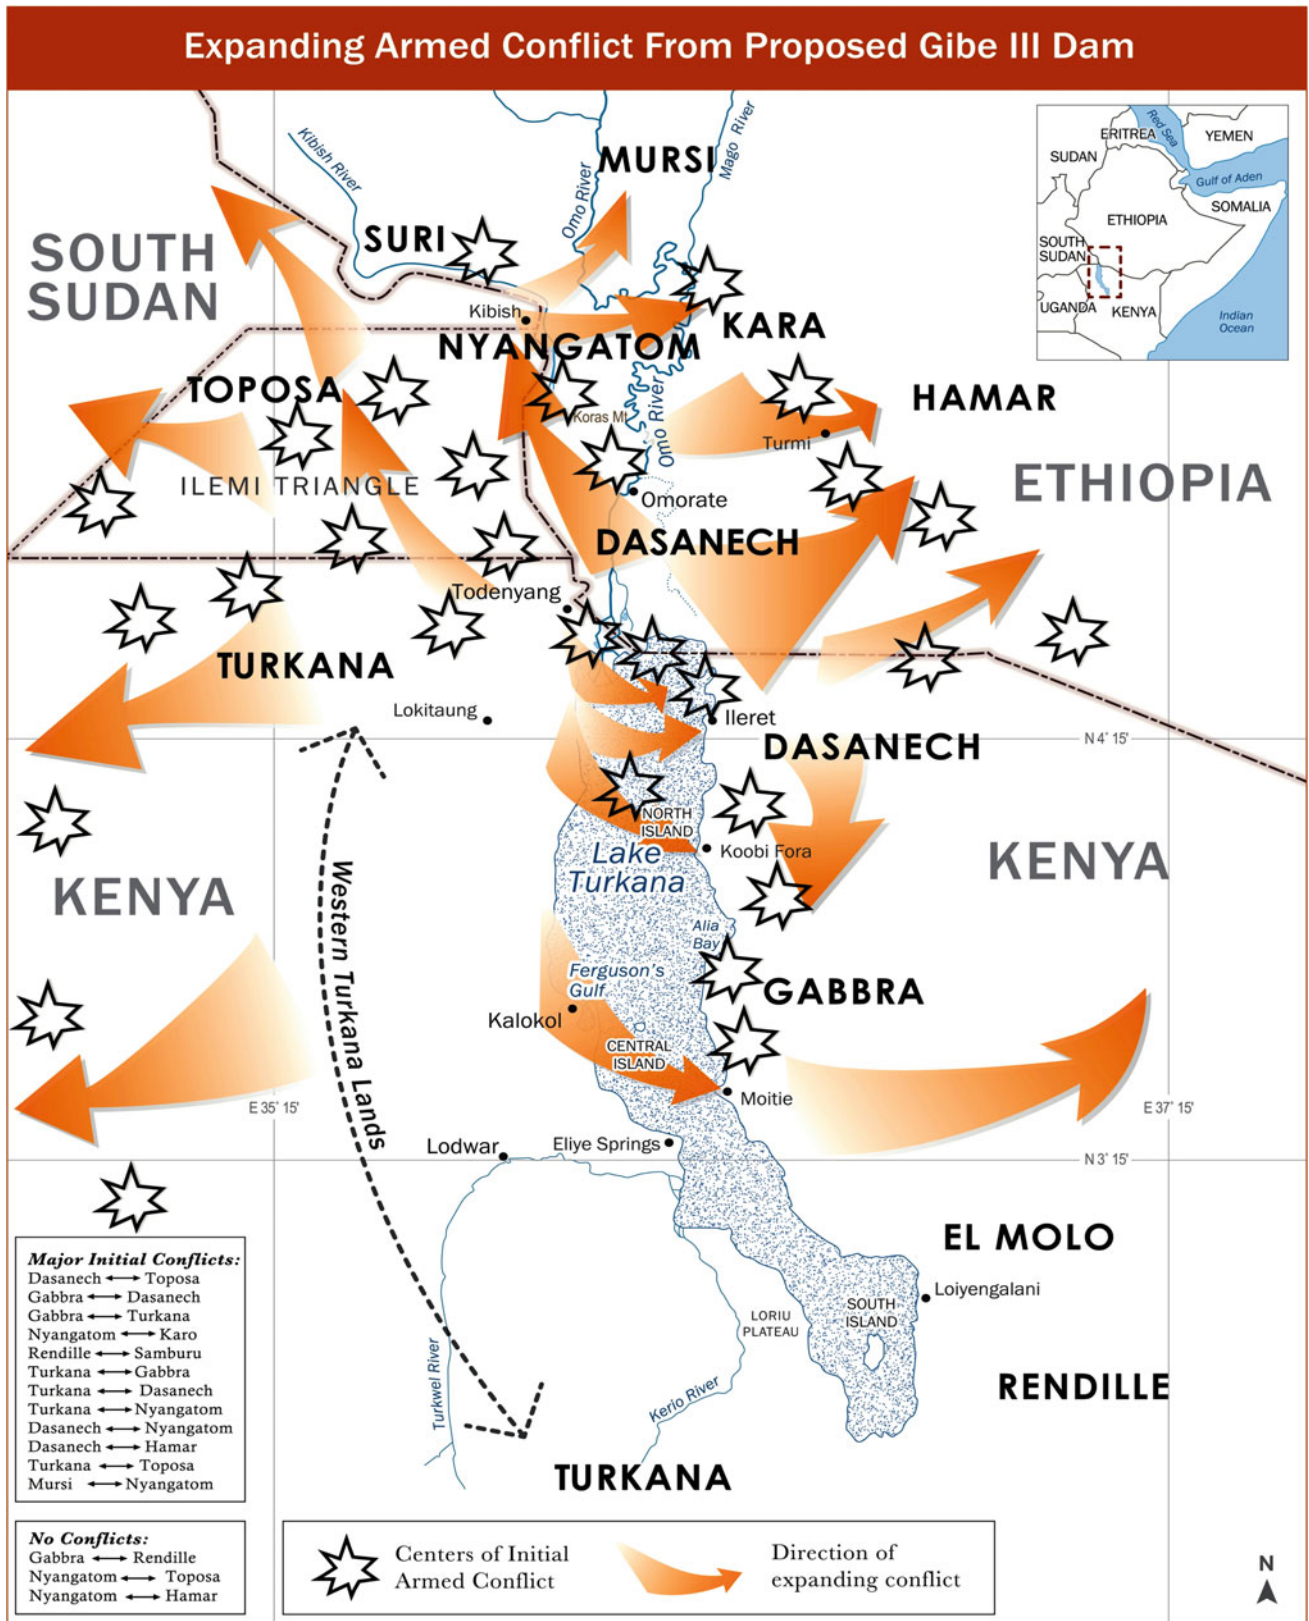 Expanding Armed Conflict From Proposed Gibe III Dam
Kibish River
Omo River
MURSI
Mago River
SURI
SOUTH
SUDAN
Kibish
NYANGATOM
KARA
TOPOSA
Koras Mt
Omo River
HAMAR
Turmi
ILEMI TRIANGLE
Omorate
ETHIOPIA
DASANECH
Todenyang
TURKANA
Lokitaung
Ileret
DASANECH
N 4° 15'
NORTH
ISLAND
Koobi Fora
Lake
Turkana
KENYA
KENYA
Western Turkana Lands
Alia
Bay
Ferguson's
Gulf
GABBRA
Kalokol
CENTRAL
ISLAND
Moitie
E 35° 15'
E 37° 15'
Lodwar
Eliye Springs
N 3° 15'
EL MOLO
Loiyengalani
SOUTH
ISLAND
LORIU
PLATEAU
Turkwel River
Kerio River
RENDILLE
TURKANA
ERITREA
Red Sea
YEMEN
SUDAN
Gulf of Aden
SOMALIA
ETHIOPIA
SOUTH
SUDAN
UGANDA
KENYA
Indian
Ocean
Major Initial Conflicts:
Dasanech ⟷ Toposa
Gabbra ⟷ Dasanech
Gabbra ⟷ Turkana
Nyangatom ⟷ Karo
Rendille ⟷ Samburu
Turkana ⟷ Gabbra
Turkana ⟷ Dasanech
Turkana ⟷ Nyangatom
Dasanech ⟷ Nyangatom
Dasanech ⟷ Hamar
Turkana ⟷ Toposa
Mursi ⟷ Nyangatom
No Conflicts:
Gabbra ⟷ Rendille
Nyangatom ⟷ Toposa
Nyangatom ⟷ Hamar
Centers of Initial
Armed Conflict
Direction of
expanding conflict
N